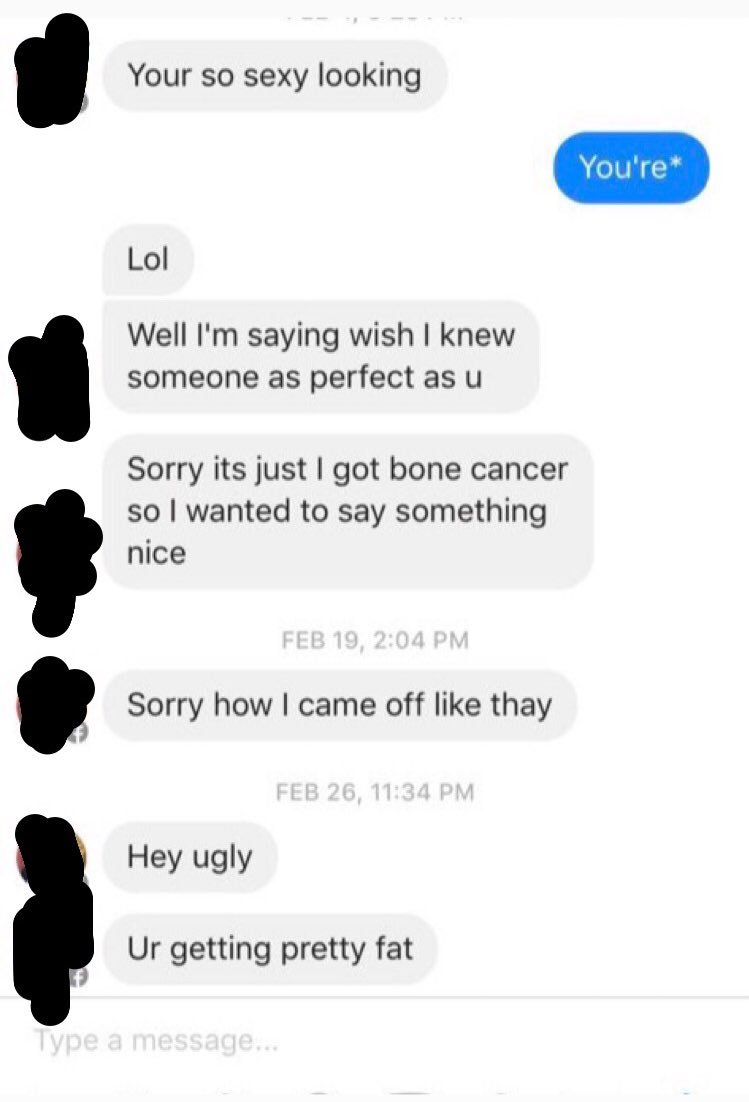 Your so sexy looking
You're*
Lol
Well I'm saying wish I knew
someone as perfect as u
Sorry its just I got bone cancer
so I wanted to say something
nice
FEB 19, 2:04 PM
Sorry how I came off like thay
FEB 26, 11:34 PM
Hey ugly
Ur getting pretty fat
Type a message...